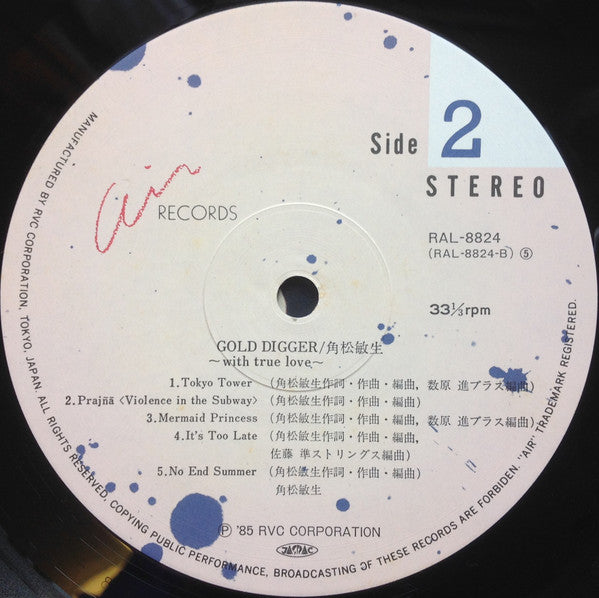 Side 2
STEREO
Air
RECORDS
RAL-8824
(RAL-8824-B) ⑤
33⅓rpm
GOLD DIGGER/角松敏生
〜with true love〜
1.Tokyo Tower (角松敏生作詞・作曲・編曲, 数原 進ブラス編曲)
2.Prajñā <Violence in the Subway> (角松敏生作詞・作曲・編曲)
3.Mermaid Princess (角松敏生作詞・作曲・編曲, 数原 進ブラス編曲)
4.It's Too Late (角松敏生作詞・作曲・編曲,
佐藤 準ストリングス編曲)
5.No End Summer (角松敏生作詞・作曲・編曲)
角松敏生
Ⓟ '85 RVC CORPORATION
JASRAC
MANUFACTURED BY RVC CORPORATION, TOKYO, JAPAN. ALL RIGHTS RESERVED, COPYING PUBLIC PERFORMANCE, BROADCASTING OF THESE RECORDS ARE FORBIDDEN. "AIR" TRADEMARK REGISTERED.